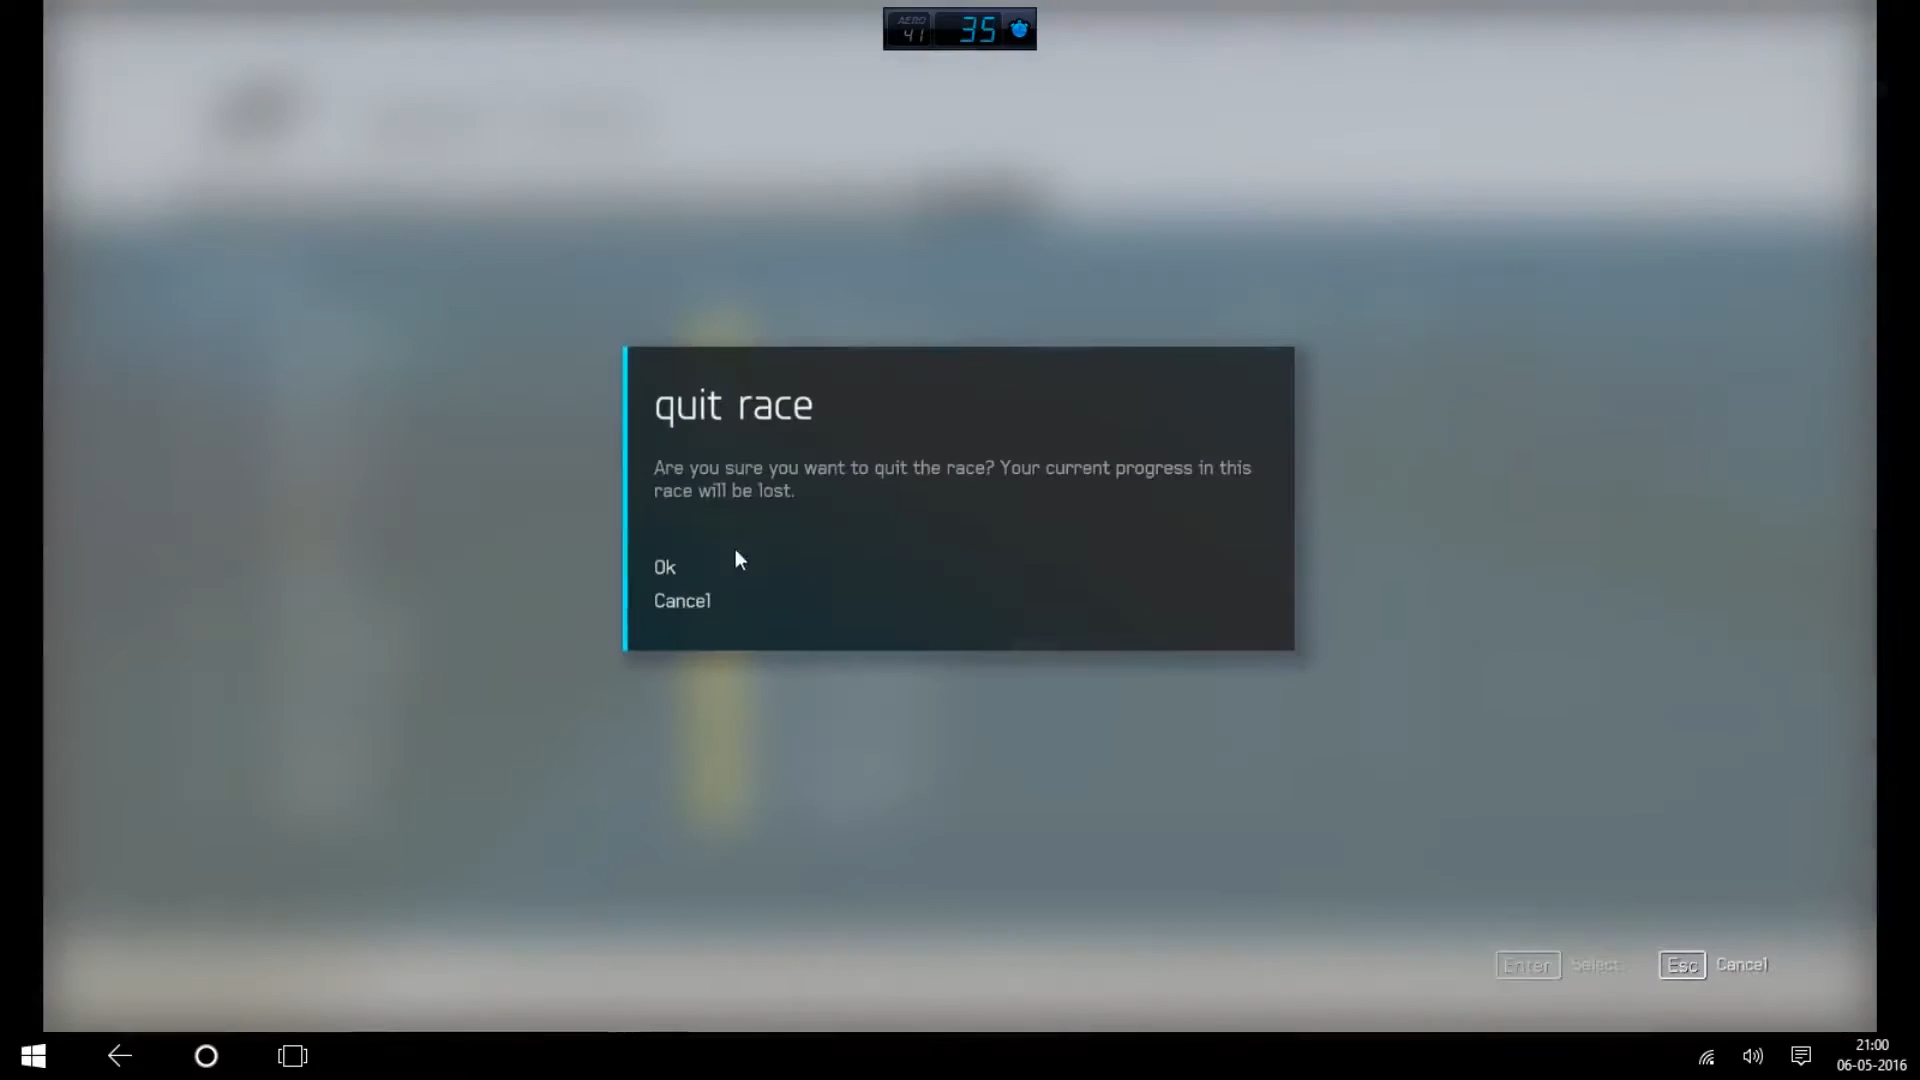 AERO
41
35
quit race
Are you sure you want to quit the race? Your current progress in this
race will be lost.
Ok
Cancel
Enter Select
Esc Cancel
21:00
06-05-2016